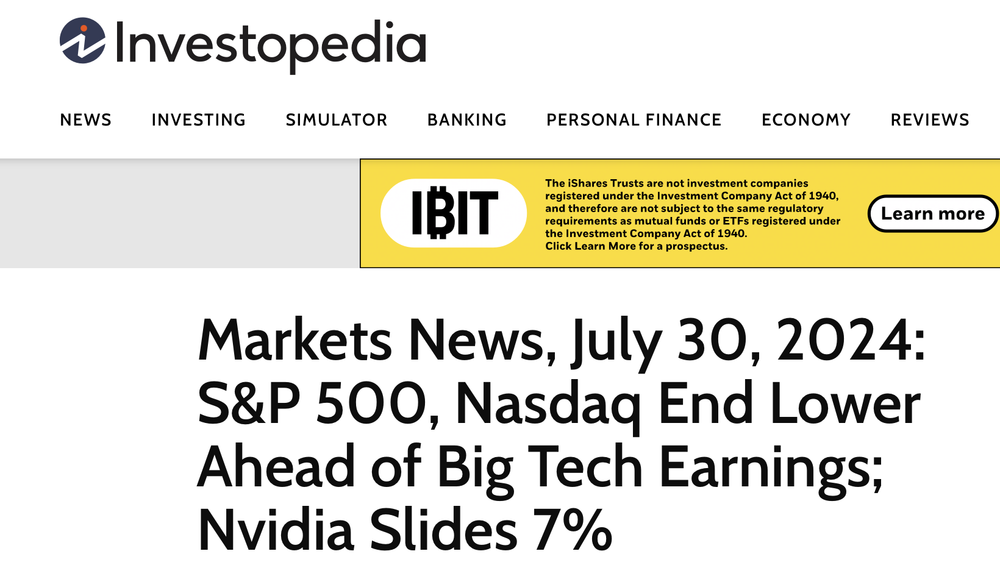 Investopedia
NEWS INVESTING SIMULATOR BANKING PERSONAL FINANCE ECONOMY REVIEWS
IBIT
The iShares Trusts are not investment companies
registered under the Investment Company Act of 1940,
and therefore are not subject to the same regulatory
requirements as mutual funds or ETFs registered under
the Investment Company Act of 1940.
Click Learn More for a prospectus.
Learn more
Markets News, July 30, 2024:
S&P 500, Nasdaq End Lower
Ahead of Big Tech Earnings;
Nvidia Slides 7%